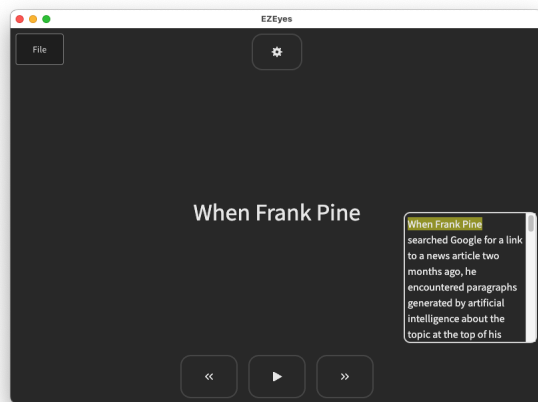 EZEyes
File
When Frank Pine
When Frank Pine
searched Google for a link
to a news article two
months ago, he
encountered paragraphs
generated by artificial
intelligence about the
topic at the top of his